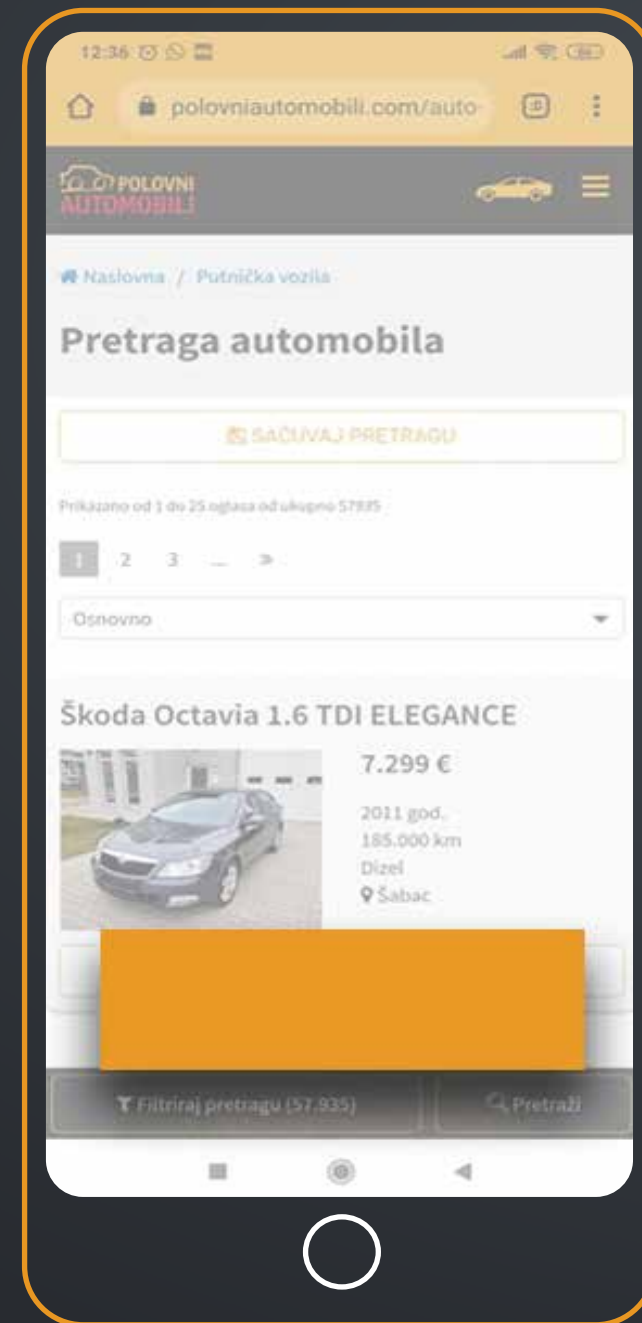 12:36
polovniautomobili.com/auto-
POLOVNI
AUTOMOBILI
Naslovna / Putnička vozila
Pretraga automobila
SAČUVAJ PRETRAGU
Prikazano od 1 do 25 oglasa od ukupno 57935
1 2 3 ... »
Osnovno
Škoda Octavia 1.6 TDI ELEGANCE
7.299 €
2011 god.
185.000 km
Dizel
Šabac
Filtriraj pretragu (57.935)
Pretraži